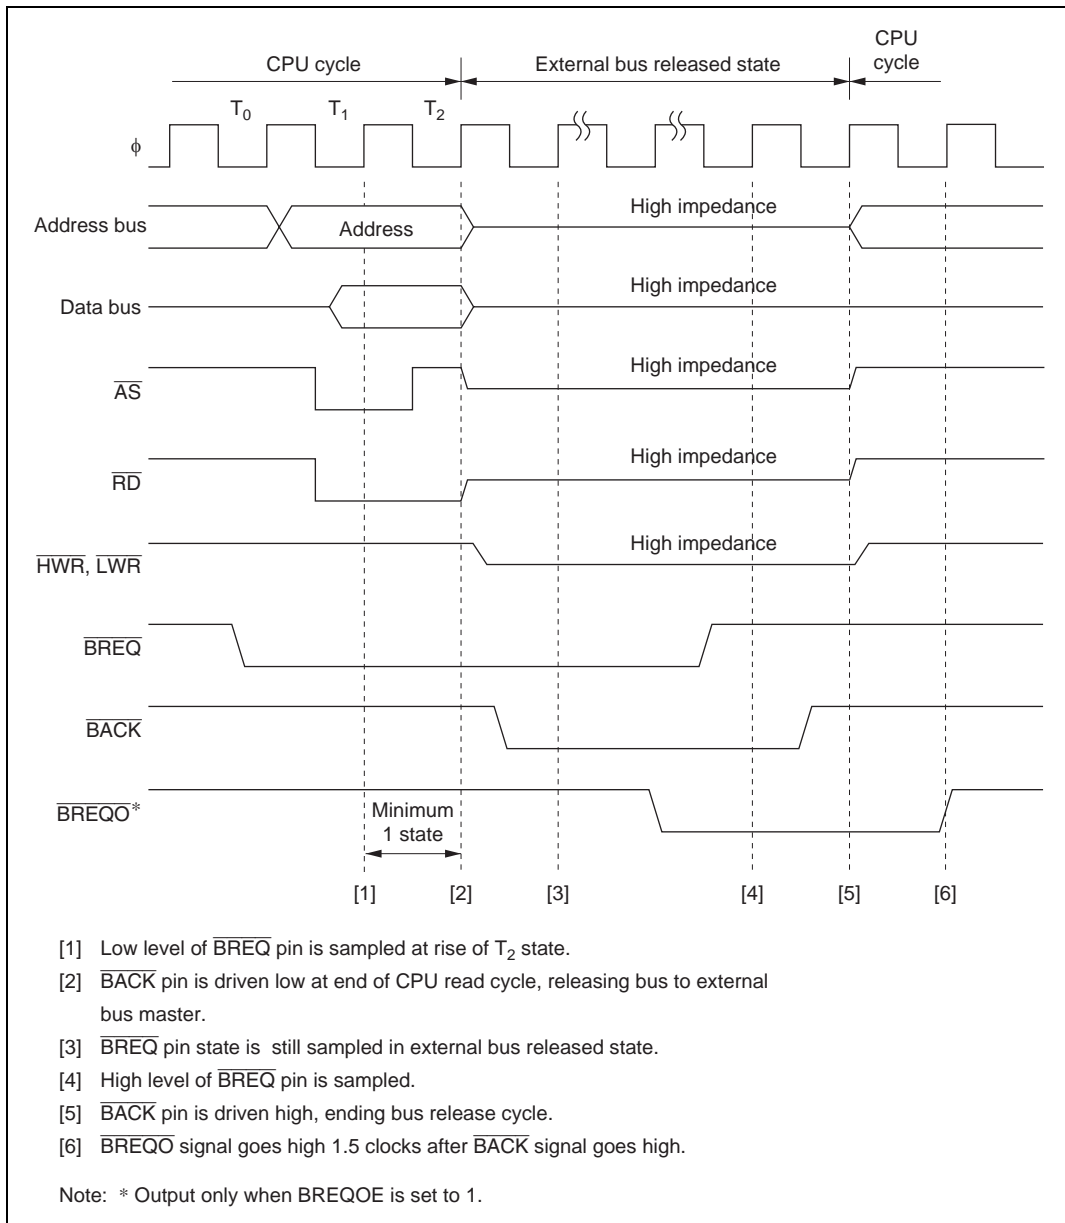 CPU cycle
External bus released state
CPU
cycle
T0 T1 T2
ϕ
Address bus
Address
High impedance
Data bus
High impedance
AS
High impedance
RD
High impedance
HWR, LWR
High impedance
BREQ
BACK
BREQO*
Minimum
1 state
[1] [2] [3] [4] [5] [6]
[1] Low level of BREQ pin is sampled at rise of T2 state.
[2] BACK pin is driven low at end of CPU read cycle, releasing bus to external
bus master.
[3] BREQ pin state is still sampled in external bus released state.
[4] High level of BREQ pin is sampled.
[5] BACK pin is driven high, ending bus release cycle.
[6] BREQO signal goes high 1.5 clocks after BACK signal goes high.
Note: * Output only when BREQOE is set to 1.